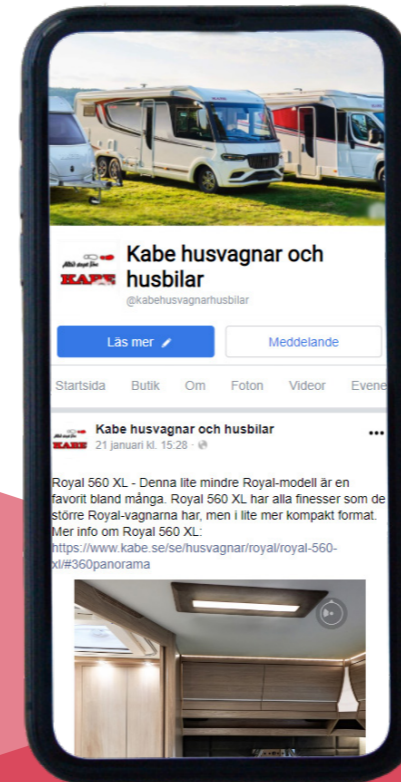 Kabe husvagnar och
husbilar
KABE
@kabehusvagnarhusbilar
Läs mer
Meddelande
Startsida Butik Om Foton Videor Evene
Kabe husvagnar och husbilar
KABE
21 januari kl. 15:28 ·
Royal 560 XL - Denna lite mindre Royal-modell är en
favorit bland många. Royal 560 XL har alla finesser som de
större Royal-vagnarna har, men i lite mer kompakt format.
Mer info om Royal 560 XL:
https://www.kabe.se/se/husvagnar/royal/royal-560-
xl/#360panorama